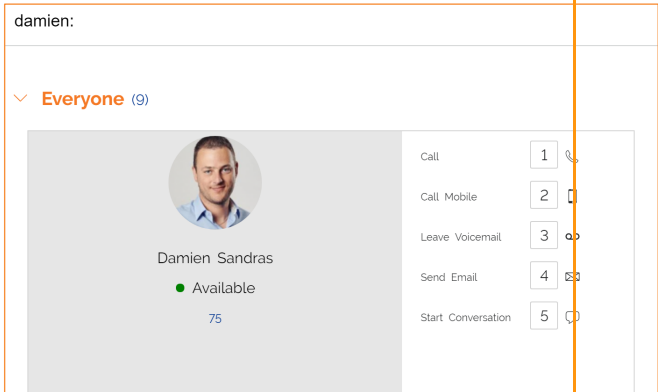 damien:
Everyone (9)
Damien Sandras
Available
75
Call 1
Call Mobile 2
Leave Voicemail 3
Send Email 4
Start Conversation 5